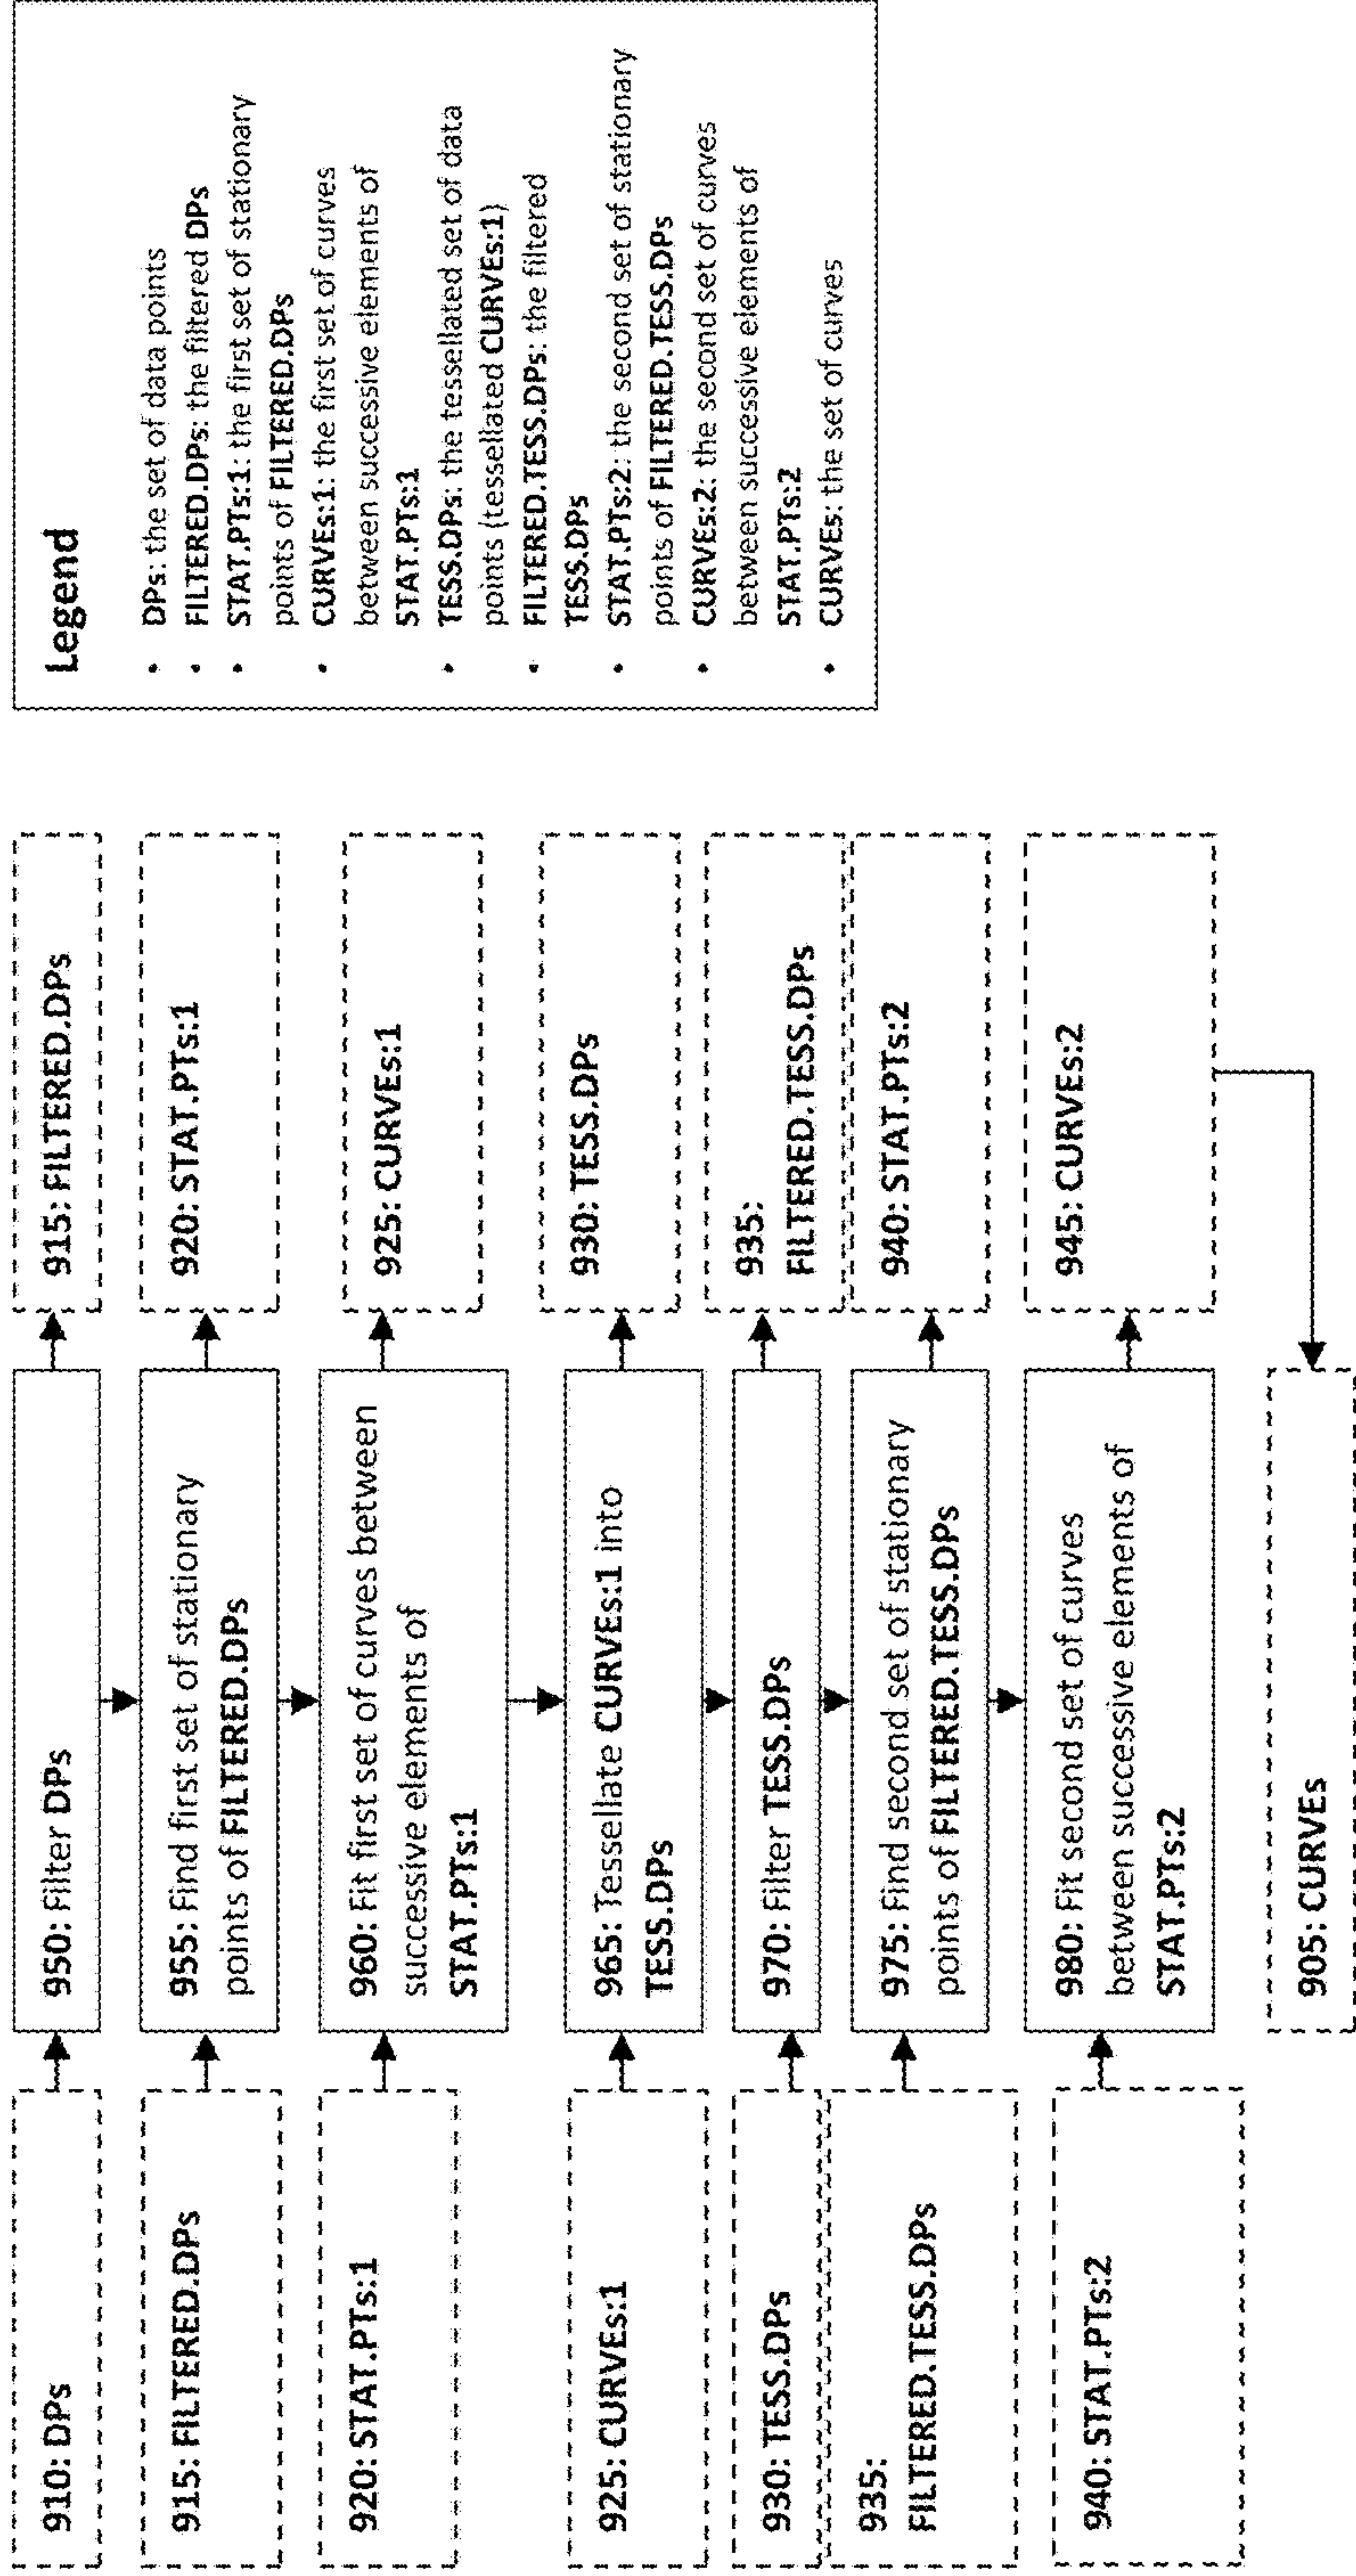 910: DPs
950: Filter DPs
915: FILTERED.DPs
915: FILTERED.DPs
955: Find first set of stationary
points of FILTERED.DPs
920: STAT.PTs:1
920: STAT.PTs:1
960: Fit first set of curves between
successive elements of
STAT.PTs:1
925: CURVEs:1
925: CURVEs:1
965: Tessellate CURVEs:1 into
TESS.DPs
930: TESS.DPs
930: TESS.DPs
970: Filter TESS.DPs
935:
FILTERED.TESS.DPs
935:
FILTERED.TESS.DPs
975: Find second set of stationary
points of FILTERED.TESS.DPs
940: STAT.PTs:2
940: STAT.PTs:2
980: Fit second set of curves
between successive elements of
STAT.PTs:2
945: CURVEs:2
905: CURVEs
Legend
• DPs: the set of data points
• FILTERED.DPs: the filtered DPs
• STAT.PTs:1: the first set of stationary
points of FILTERED.DPs
• CURVEs:1: the first set of curves
between successive elements of
STAT.PTs:1
• TESS.DPs: the tessellated set of data
points (tessellated CURVEs:1)
• FILTERED.TESS.DPs: the filtered
TESS.DPs
• STAT.PTs:2: the second set of stationary
points of FILTERED.TESS.DPs
• CURVEs:2: the second set of curves
between successive elements of
STAT.PTs:2
• CURVEs: the set of curves